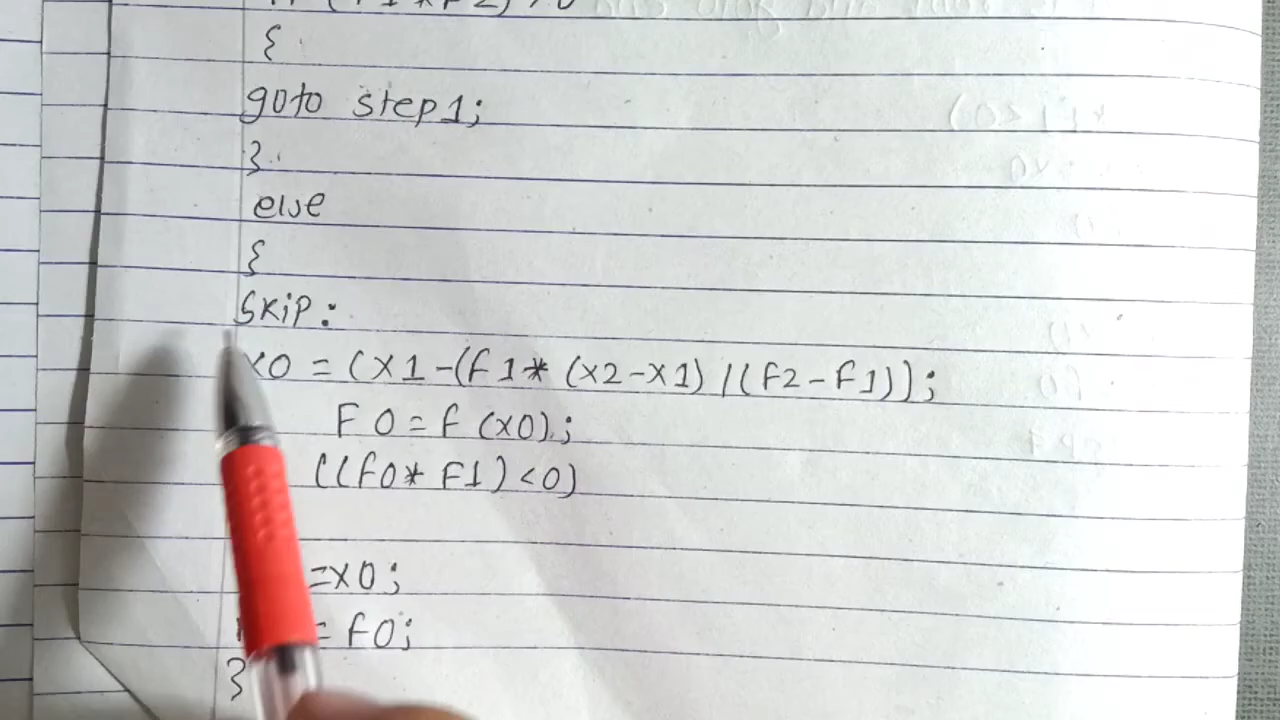 {
goto step1;
}
else
{
Skip:
x0 = (x1-(f1* (x2-x1) /(f2-f1));
F0 = f (x0);
((f0* F1) <0)
=x0;
= f0;
}